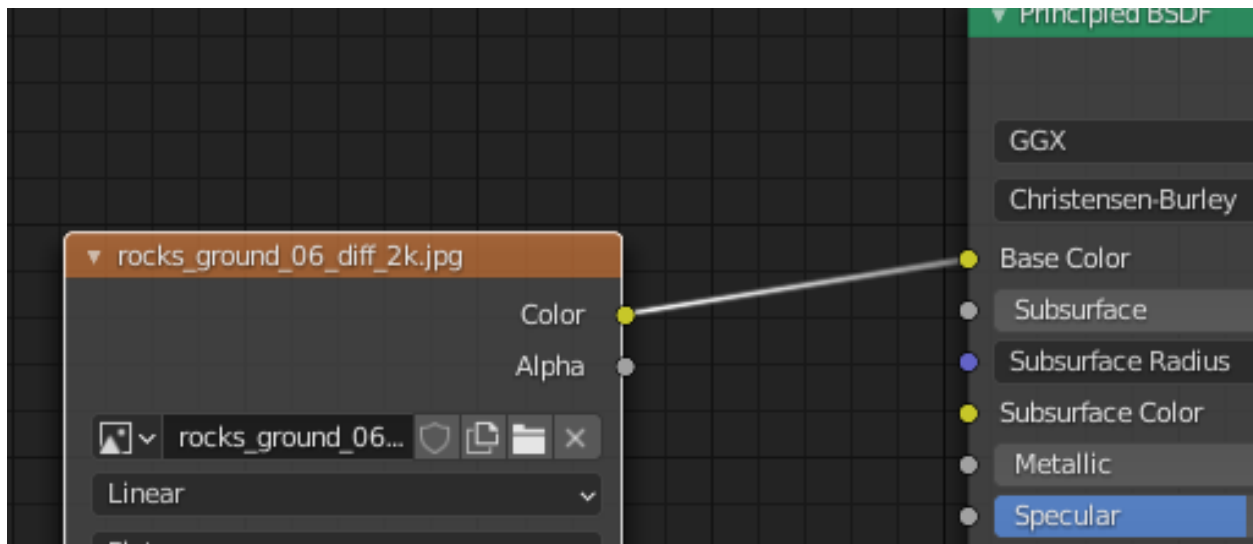 Principled BSDF
GGX
Christensen-Burley
rocks_ground_06_diff_2k.jpg
Base Color
Color
Subsurface
Alpha
Subsurface Radius
Subsurface Color
rocks_ground_06...
Metallic
Linear
Specular